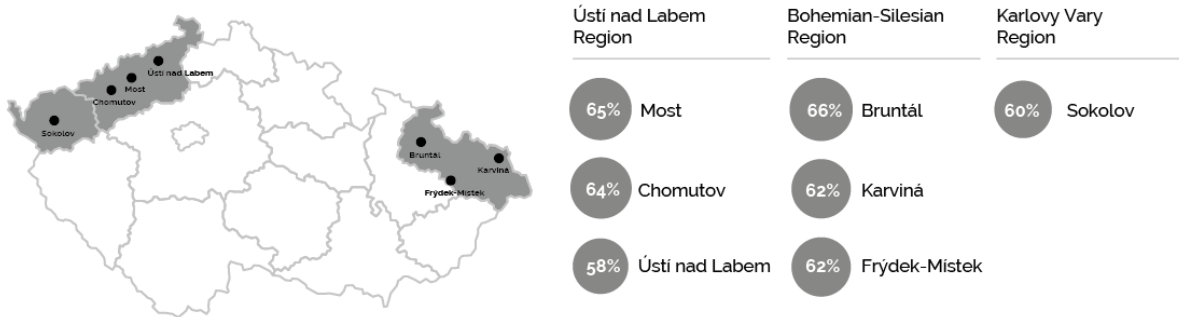 Ústí nad Labem
Most
Chomutov
Sokolov
Bruntál
Karviná
Frýdek-Místek
Ústí nad Labem
Region
65% Most
64% Chomutov
58% Ústí nad Labem
Bohemian-Silesian
Region
66% Bruntál
62% Karviná
62% Frýdek-Místek
Karlovy Vary
Region
60% Sokolov